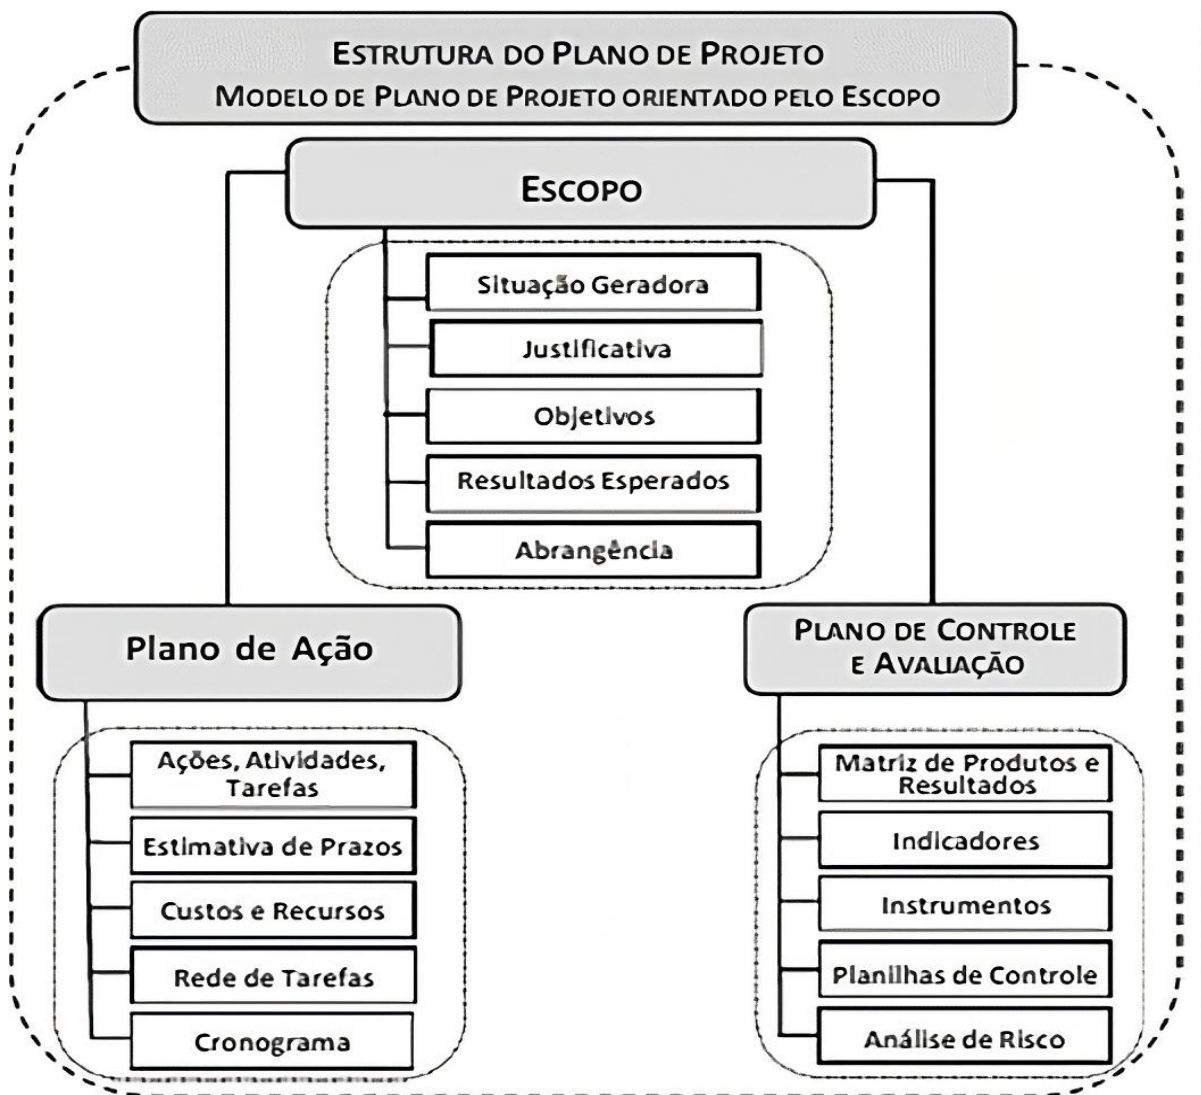 ESTRUTURA DO PLANO DE PROJETO
MODELO DE PLANO DE PROJETO ORIENTADO PELO ESCOPO
ESCOPO
Situação Geradora
Justificativa
Objetivos
Resultados Esperados
Abrangência
Plano de Ação
Ações, Atividades,
Tarefas
Estimativa de Prazos
Custos e Recursos
Rede de Tarefas
Cronograma
PLANO DE CONTROLE
E AVALIAÇÃO
Matriz de Produtos e
Resultados
Indicadores
Instrumentos
Planilhas de Controle
Análise de Risco